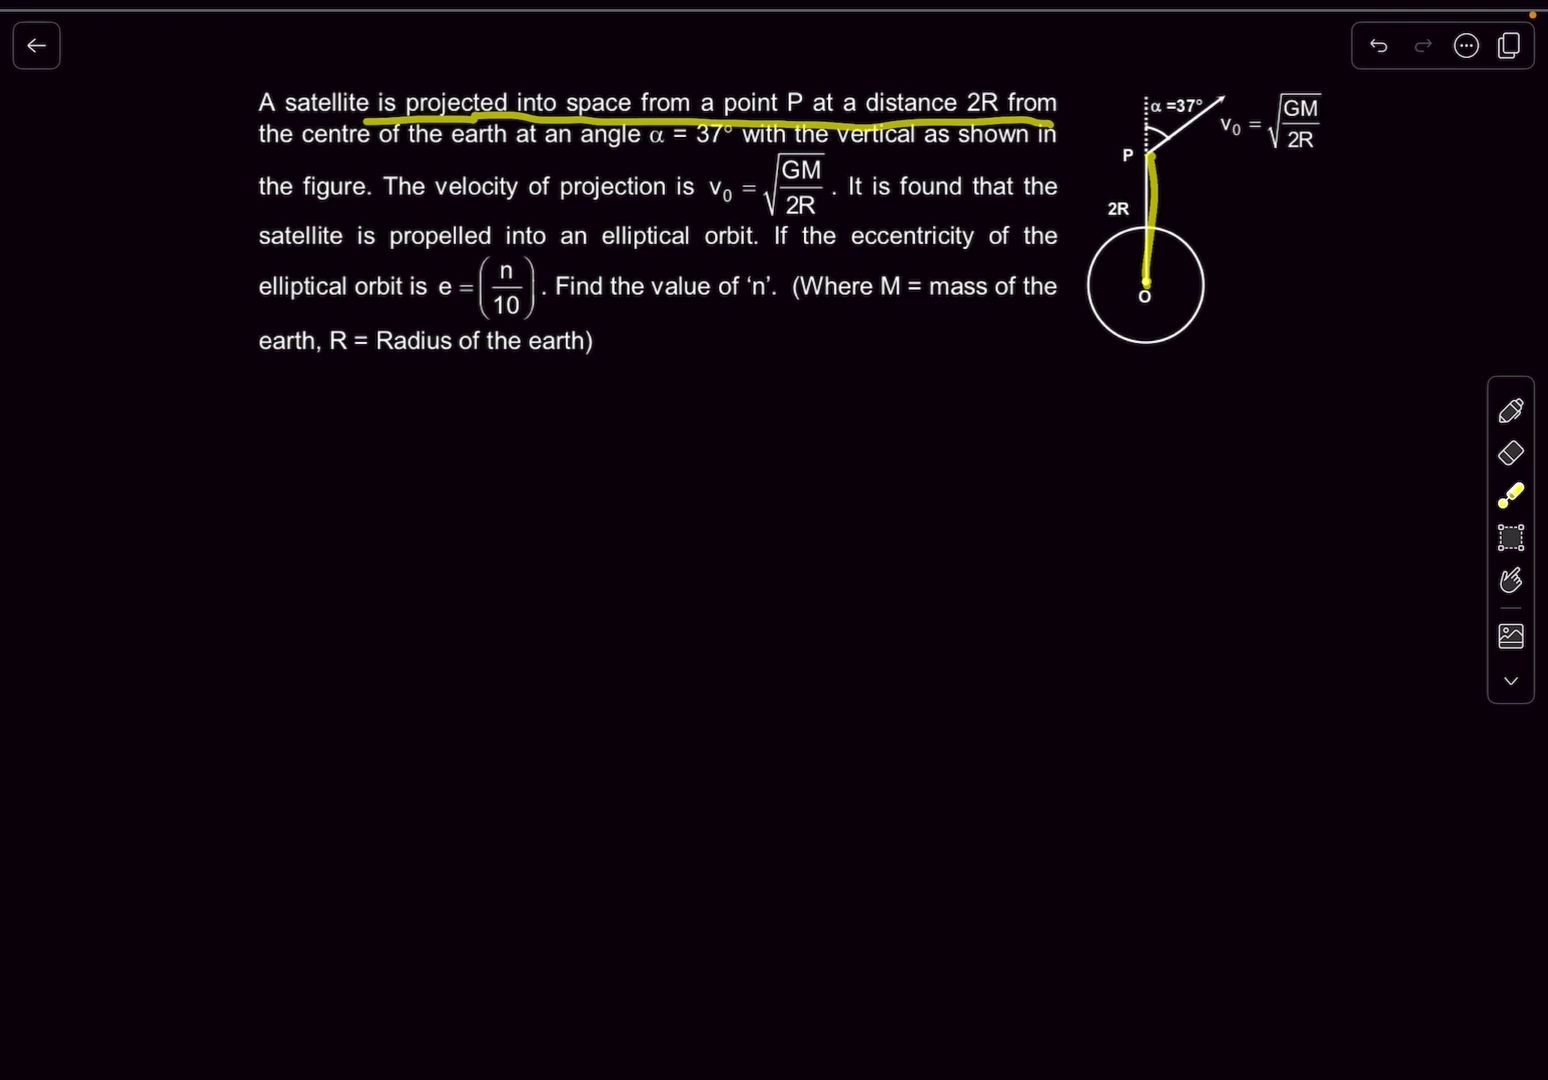 A satellite is projected into space from a point P at a distance 2R from
the centre of the earth at an angle α = 37° with the vertical as shown in
the figure. The velocity of projection is v₀ = √(GM/2R). It is found that the
satellite is propelled into an elliptical orbit. If the eccentricity of the
elliptical orbit is e = (n/10). Find the value of ‘n’. (Where M = mass of the
earth, R = Radius of the earth)
α =37°
v₀ = √(GM/2R)
P
2R
O